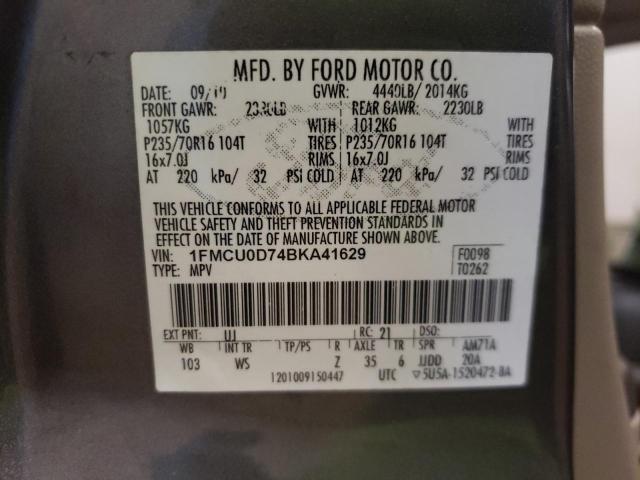 MFD. BY FORD MOTOR CO.
DATE: 09/10 GVWR: 4440LB/ 2014KG
FRONT GAWR: 2330LB REAR GAWR: 2230LB
1057KG WITH 1012KG WITH
P235/70R16 104T TIRES P235/70R16 104T TIRES
16x7.0J RIMS 16x7.0J RIMS
AT 220 kPa/ 32 PSI COLD AT 220 kPa/ 32 PSI COLD
THIS VEHICLE CONFORMS TO ALL APPLICABLE FEDERAL MOTOR
VEHICLE SAFETY AND THEFT PREVENTION STANDARDS IN
EFFECT ON THE DATE OF MANUFACTURE SHOWN ABOVE.
VIN: 1FMCU0D74BKA41629 F0098
TYPE: MPV T0262
EXT PNT: UJ RC: 21 DSO:
WB INT TR TP/PS R AXLE TR SPR AM71A
103 WS Z 35 6 JJDD 20A
1201009150447 UTC ▽5U5A-1520472-BA